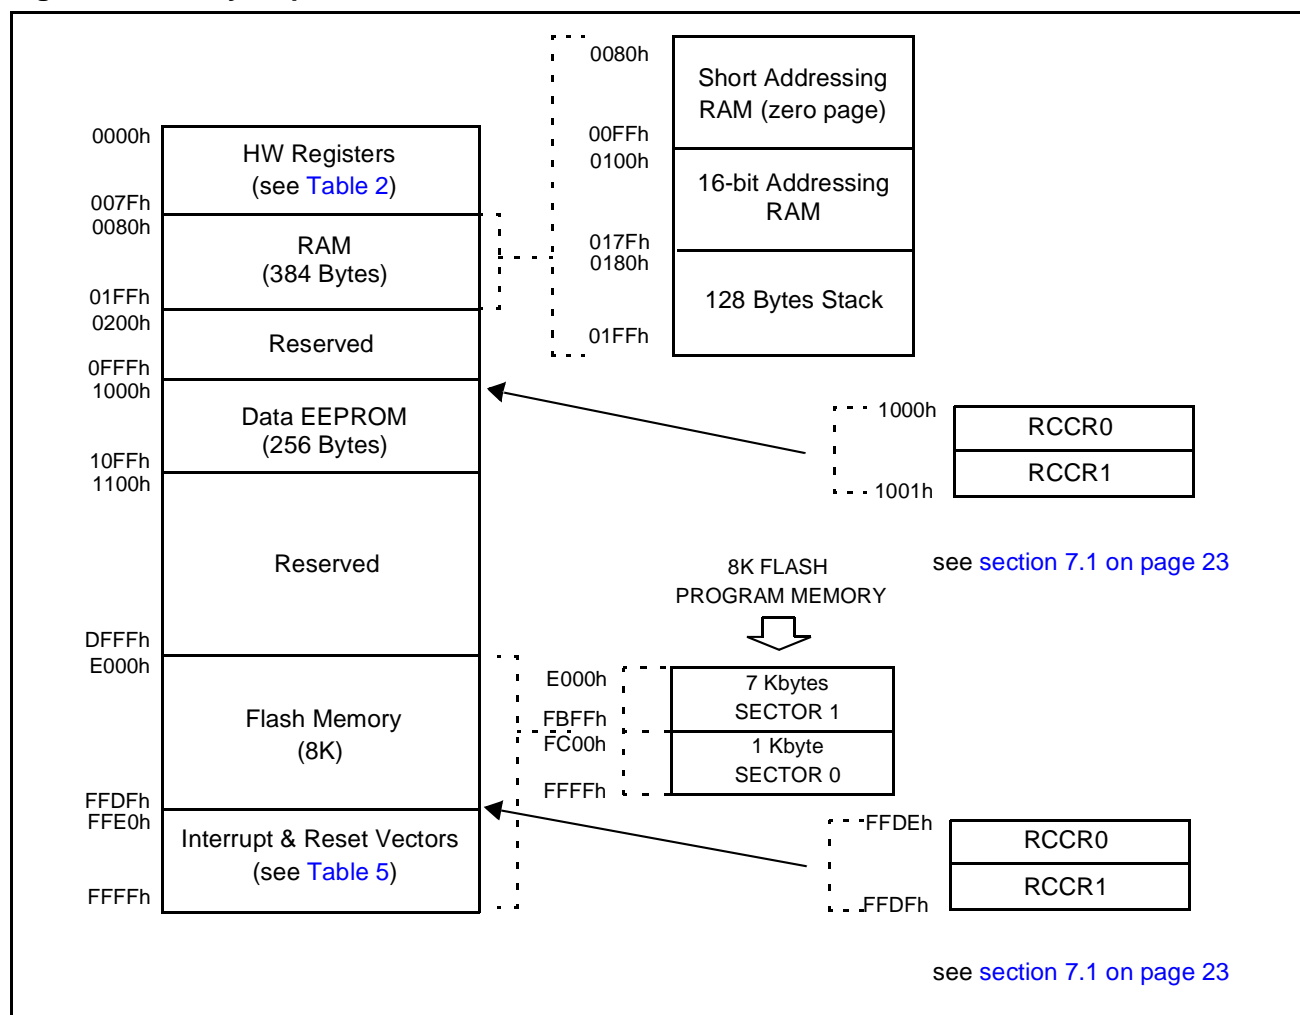 0000h
HW Registers
(see Table 2)
007Fh
0080h
RAM
(384 Bytes)
01FFh
0200h
Reserved
0FFFh
1000h
Data EEPROM
(256 Bytes)
10FFh
1100h
Reserved
DFFFh
E000h
Flash Memory
(8K)
FFDFh
FFE0h
Interrupt & Reset Vectors
(see Table 5)
FFFFh
0080h
Short Addressing
RAM (zero page)
00FFh
0100h
16-bit Addressing
RAM
017Fh
0180h
128 Bytes Stack
01FFh
1000h
RCCR0
RCCR1
1001h
see section 7.1 on page 23
8K FLASH
PROGRAM MEMORY
E000h
7 Kbytes
SECTOR 1
FBFFh
FC00h
1 Kbyte
SECTOR 0
FFFFh
FFDEh
RCCR0
RCCR1
FFDFh
see section 7.1 on page 23